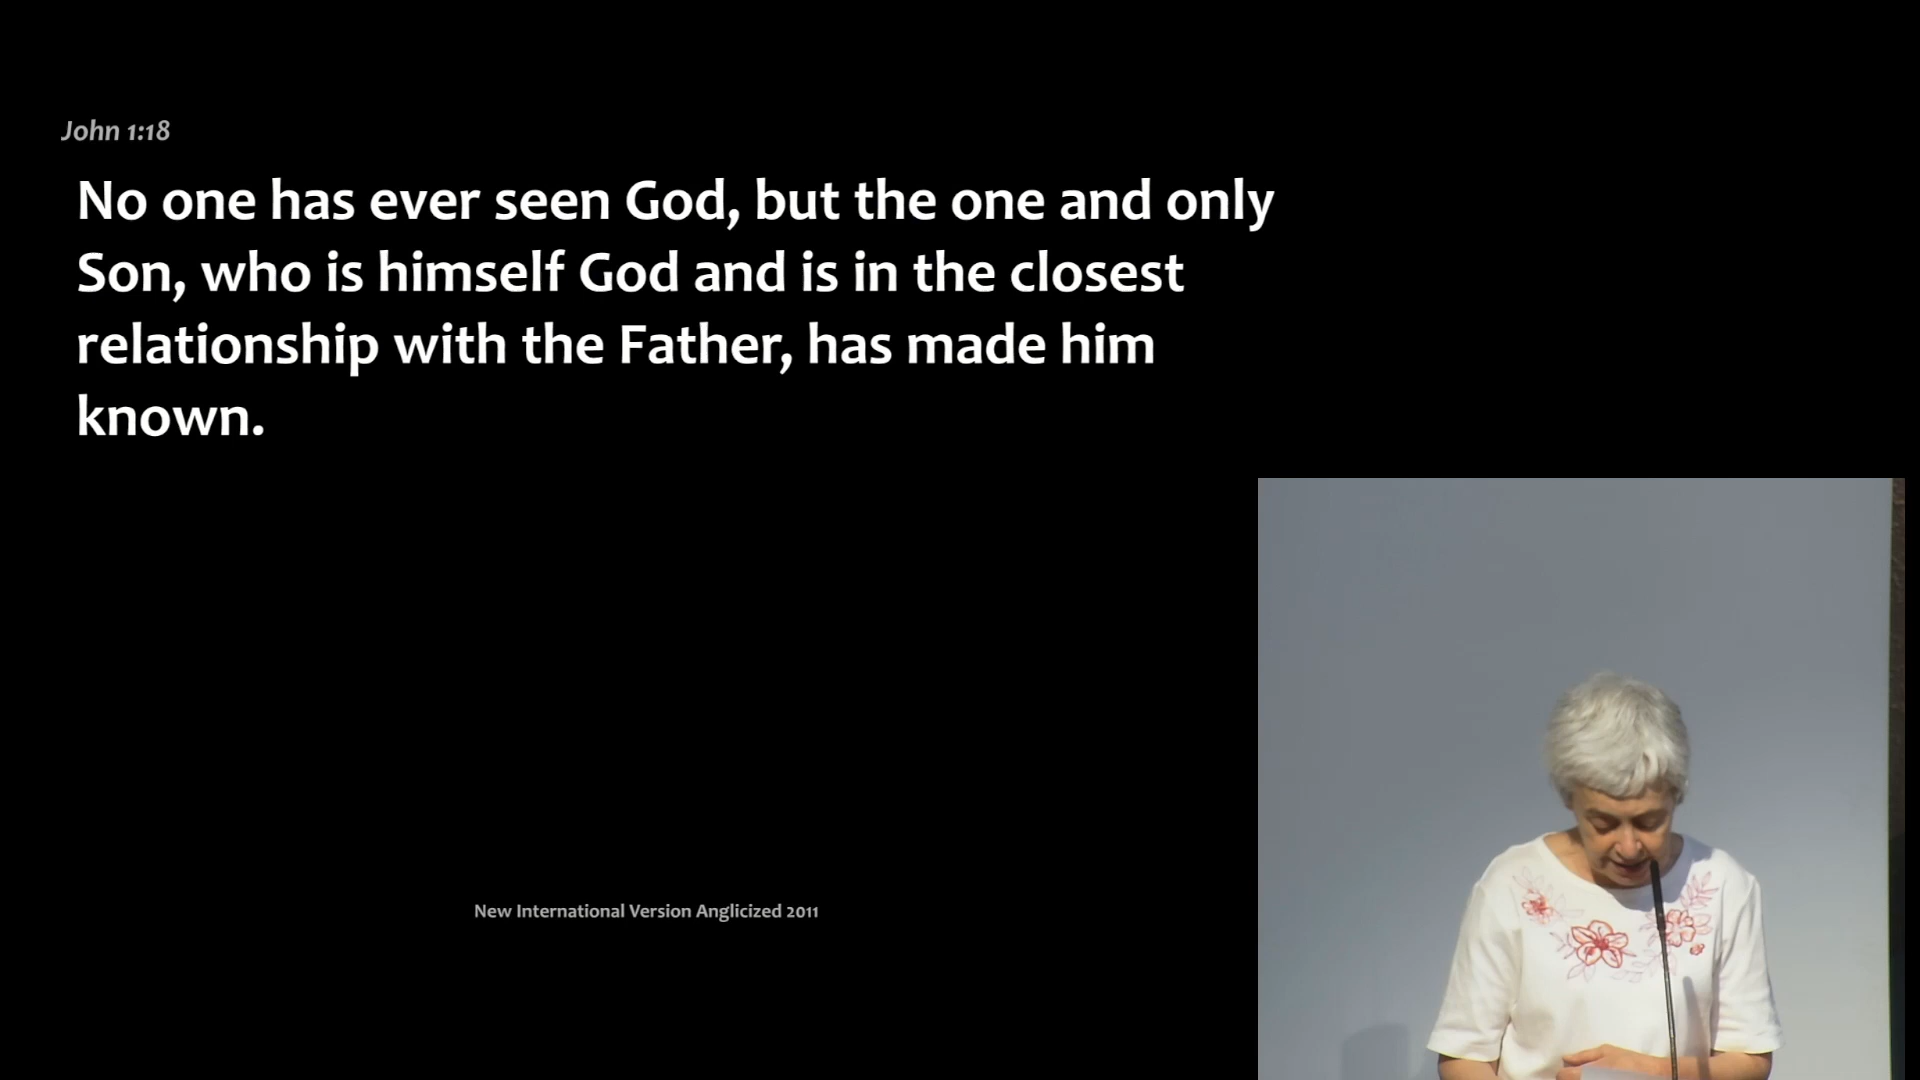 John 1:18
No one has ever seen God, but the one and only
Son, who is himself God and is in the closest
relationship with the Father, has made him
known.
New International Version Anglicized 2011